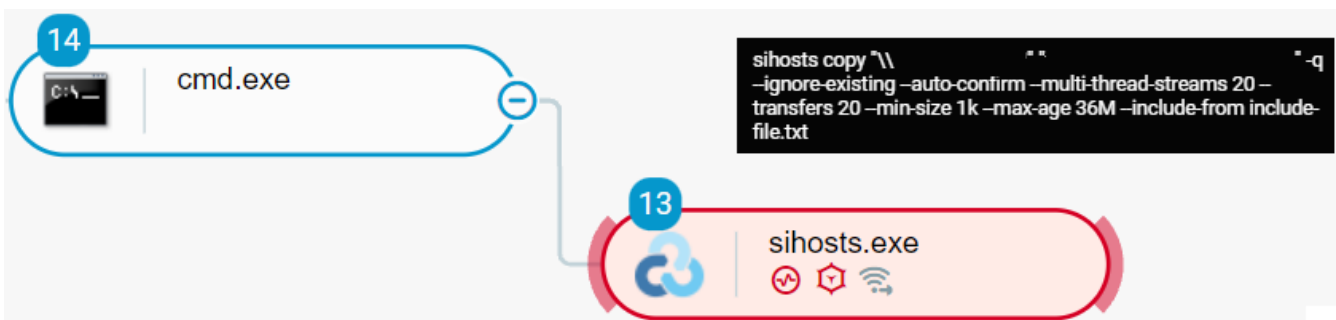 14
cmd.exe
C:\_
sihosts copy "\\ " " " -q
–ignore-existing –auto-confirm –multi-thread-streams 20 –
transfers 20 –min-size 1k –max-age 36M –include-from include-
file.txt
13
sihosts.exe